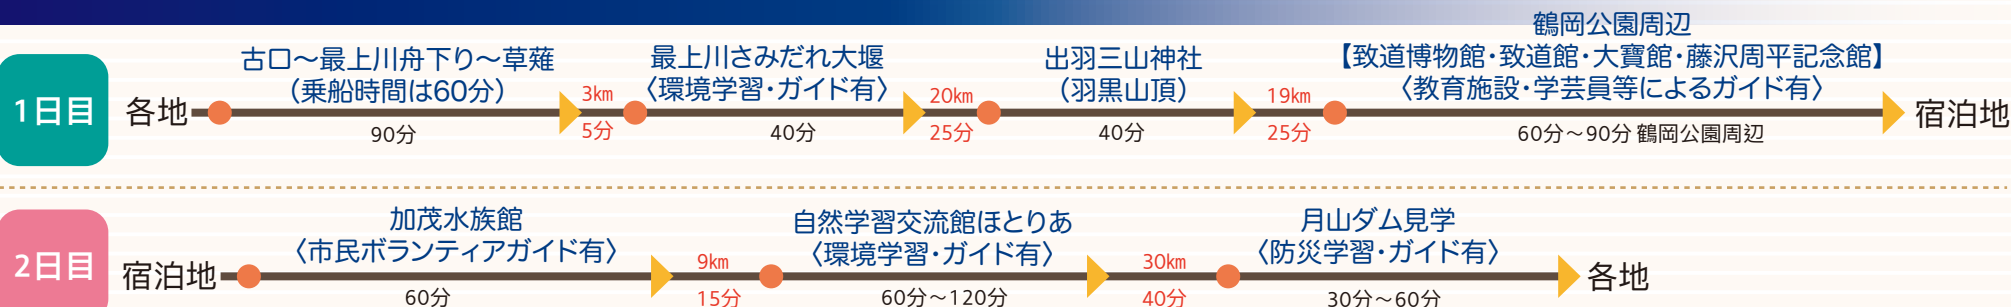 1日目
各地
古口～最上川舟下り～草薙
(乗船時間は60分)
90分
3km
5分
最上川さみだれ大堰
〈環境学習・ガイド有〉
40分
20km
25分
出羽三山神社
(羽黒山頂)
40分
19km
25分
鶴岡公園周辺
【致道博物館・致道館・大寶館・藤沢周平記念館】
〈教育施設・学芸員等によるガイド有〉
60分～90分 鶴岡公園周辺
宿泊地
2日目
宿泊地
加茂水族館
〈市民ボランティアガイド有〉
60分
9km
15分
自然学習交流館ほとりあ
〈環境学習・ガイド有〉
60分～120分
30km
40分
月山ダム見学
〈防災学習・ガイド有〉
30分～60分
各地